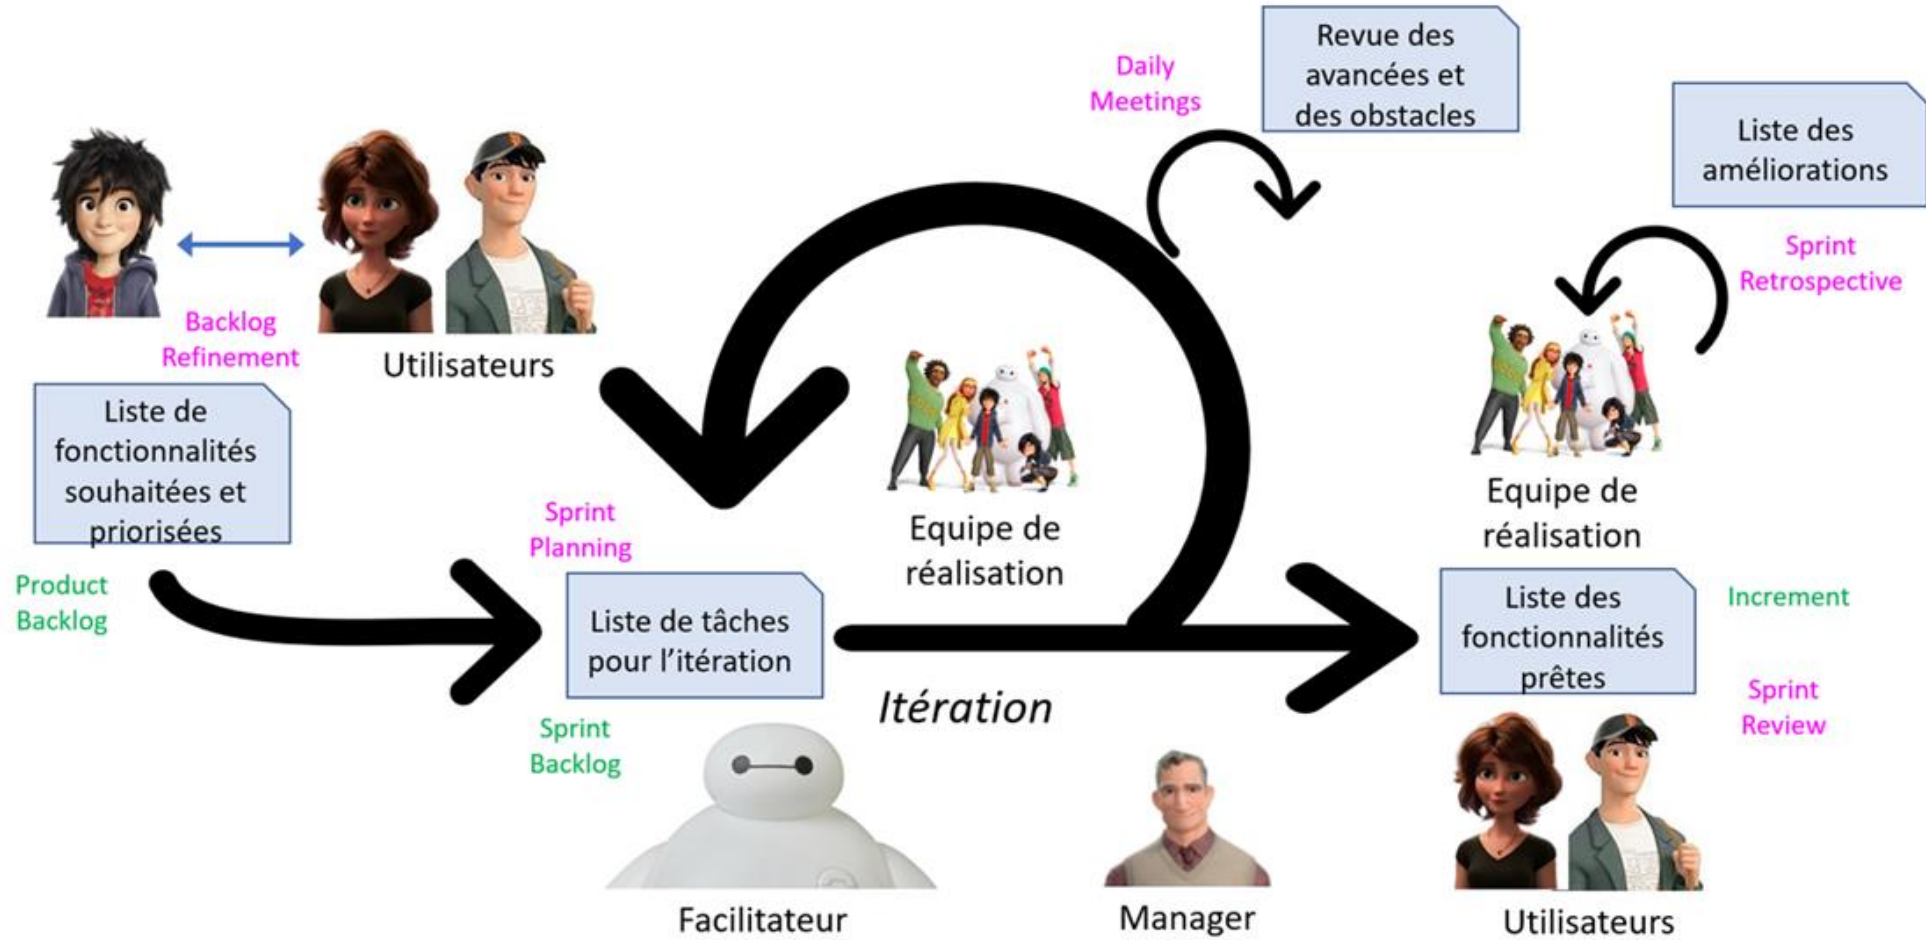 Backlog
Refinement
Utilisateurs
Liste de
fonctionnalités
souhaitées et
priorisées
Product
Backlog
Sprint
Planning
Liste de tâches
pour l'itération
Sprint
Backlog
Facilitateur
Equipe de
réalisation
Itération
Manager
Daily
Meetings
Revue des
avancées et
des obstacles
Liste des
améliorations
Sprint
Retrospective
Equipe de
réalisation
Liste des
fonctionnalités
prêtes
Increment
Sprint
Review
Utilisateurs